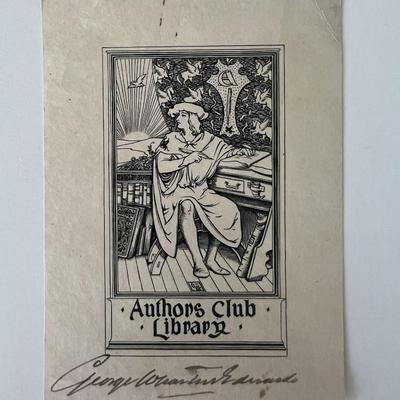 · Authors Club ·
· Library ·
George Wharton Edwards